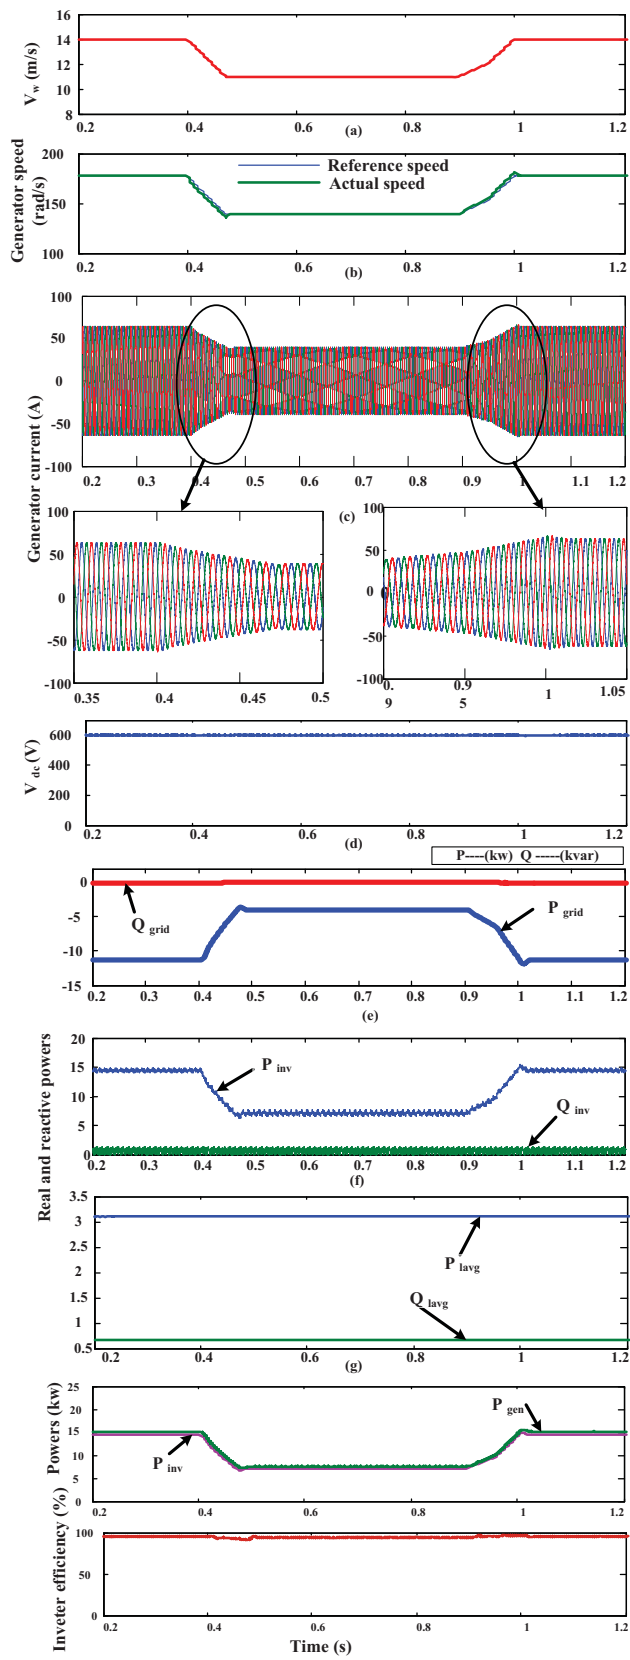 16
14
12
10
8
V w (m/s)
0.2 0.4 0.6 0.8 1 1.2
(a)
200
150
100
Generator speed
(rad/s)
Reference speed
Actual speed
0.2 0.4 0.6 0.8 1 1.2
(b)
100
50
0
-50
-100
Generator current (A)
0.2 0.3 0.4 0.5 0.6 0.7 0.8 0.9 1 1.1 1.2
(c)
100
50
0
-50
-100
0.35 0.4 0.45 0.5
100
50
0
-50
-100
0.
9
0.9
5
1 1.05
600
400
200
0
V dc (V)
0.2 0.4 0.6 0.8 1.0 1.2
(d)
P----(kw) Q -----(kvar)
0
-5
-10
-15
Q grid
P grid
0.2 0.3 0.4 0.5 0.6 0.7 0.8 0.9 1 1.1 1.2
(e)
Real and reactive powers
20
15
10
5
0
P inv
Q inv
0.2 0.3 0.4 0.5 0.6 0.7 0.8 0.9 1 1.1 1.2
(f)
3.5
3
2.5
2
1.5
1
0.5
P lavg
Q lavg
0.2 0.4 0.6 0.8 1 1.2
(g)
Powers (kw)
25
20
15
10
5
0
P inv
P gen
0.2 0.4 0.6 0.8 1 1.2
Inveter efficiency (%)
100
50
0
0.2 0.4 0.6 0.8 1 1.2
Time (s)